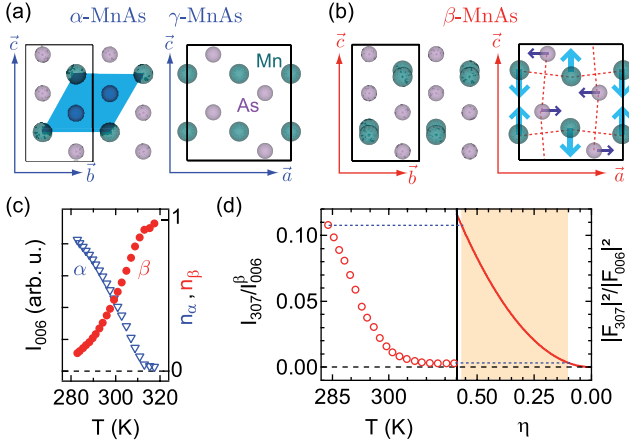 (a) α-MnAs γ-MnAs
c⃗ c⃗
Mn
As
b⃗ a⃗
(b) β-MnAs
c⃗ c⃗
b⃗ a⃗
(c)
I006 (arb. u.)
α β
1
nα, nβ
0
280 300 320
T (K)
(d)
I307/Iβ006
0.10
0.05
0.00
285 300
T (K)
0.50 0.25 0.00
η
|F307|²/|F006|²